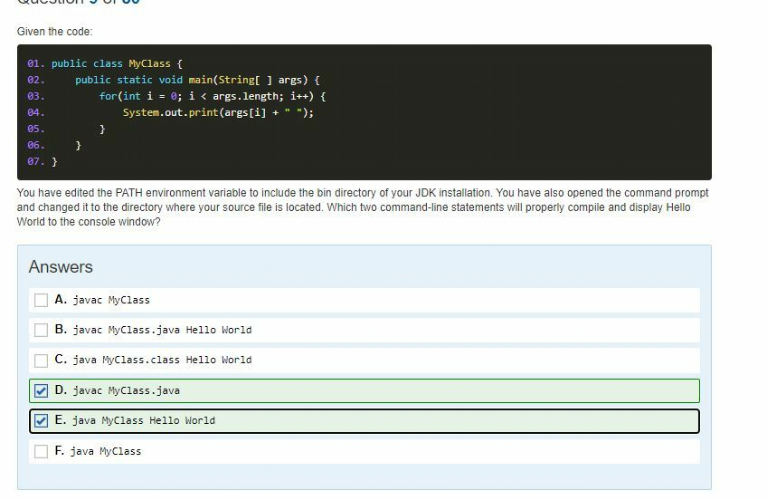 Question 9 of 80
Given the code:
01. public class MyClass {
02. public static void main(String[ ] args) {
03. for(int i = 0; i < args.length; i++) {
04. System.out.print(args[i] + " ");
05. }
06. }
07. }
You have edited the PATH environment variable to include the bin directory of your JDK installation. You have also opened the command prompt
and changed it to the directory where your source file is located. Which two command-line statements will properly compile and display Hello
World to the console window?
Answers
A. javac MyClass
B. javac MyClass.java Hello World
C. java MyClass.class Hello World
D. javac MyClass.java
E. java MyClass Hello World
F. java MyClass